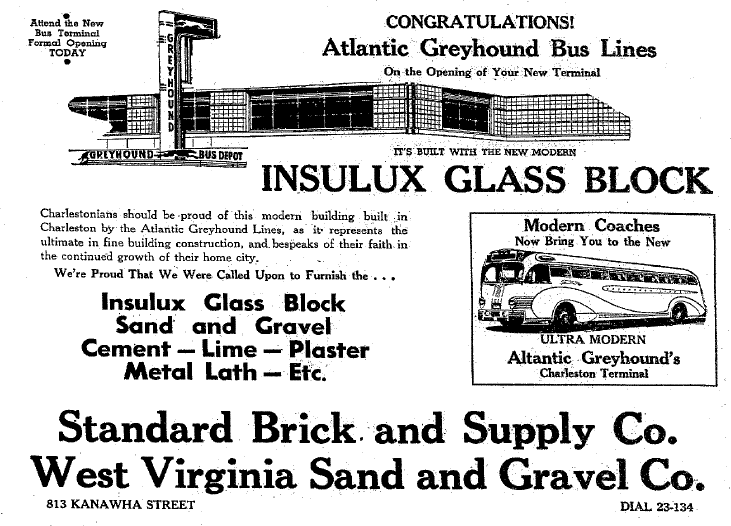 Attend the New
Bus Terminal
Formal Opening
TODAY
GREYHOUND
GREYHOUND
BUS DEPOT
CONGRATULATIONS!
Atlantic Greyhound Bus Lines
On the Opening of Your New Terminal
IT'S BUILT WITH THE NEW MODERN
INSULUX GLASS BLOCK
Charlestonians should be proud of this modern building built in
Charleston by the Atlantic Greyhound Lines, as it represents the
ultimate in fine building construction, and bespeaks of their faith in
the continued growth of their home city.
We're Proud That We Were Called Upon to Furnish the . . .
Insulux Glass Block
Sand and Gravel
Cement — Lime — Plaster
Metal Lath — Etc.
Modern Coaches
Now Bring You to the New
ULTRA MODERN
Altantic Greyhound's
Charleston Terminal
Standard Brick and Supply Co.
West Virginia Sand and Gravel Co.
813 KANAWHA STREET
DIAL 23-134